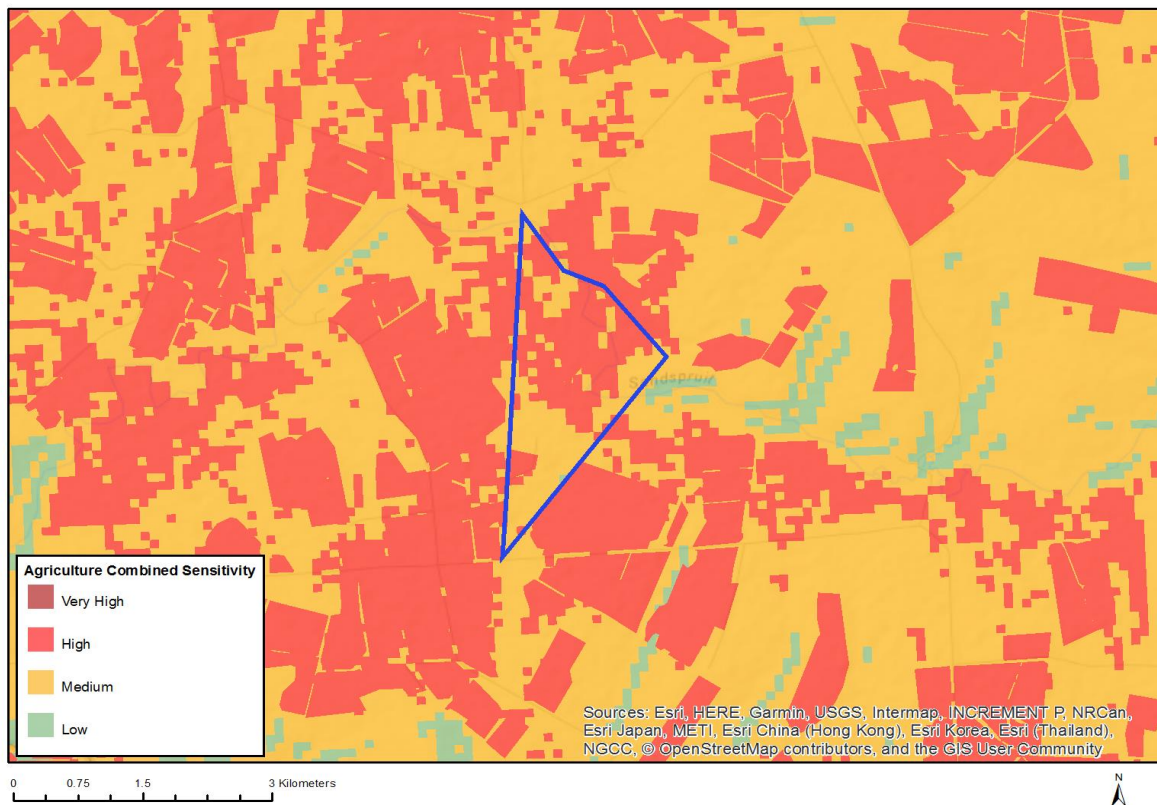 Sandspruit
Agriculture Combined Sensitivity
Very High
High
Medium
Low
Sources: Esri, HERE, Garmin, USGS, Intermap, INCREMENT P, NRCan,
Esri Japan, METI, Esri China (Hong Kong), Esri Korea, Esri (Thailand),
NGCC, © OpenStreetMap contributors, and the GIS User Community
0 0.75 1.5 3 Kilometers
N